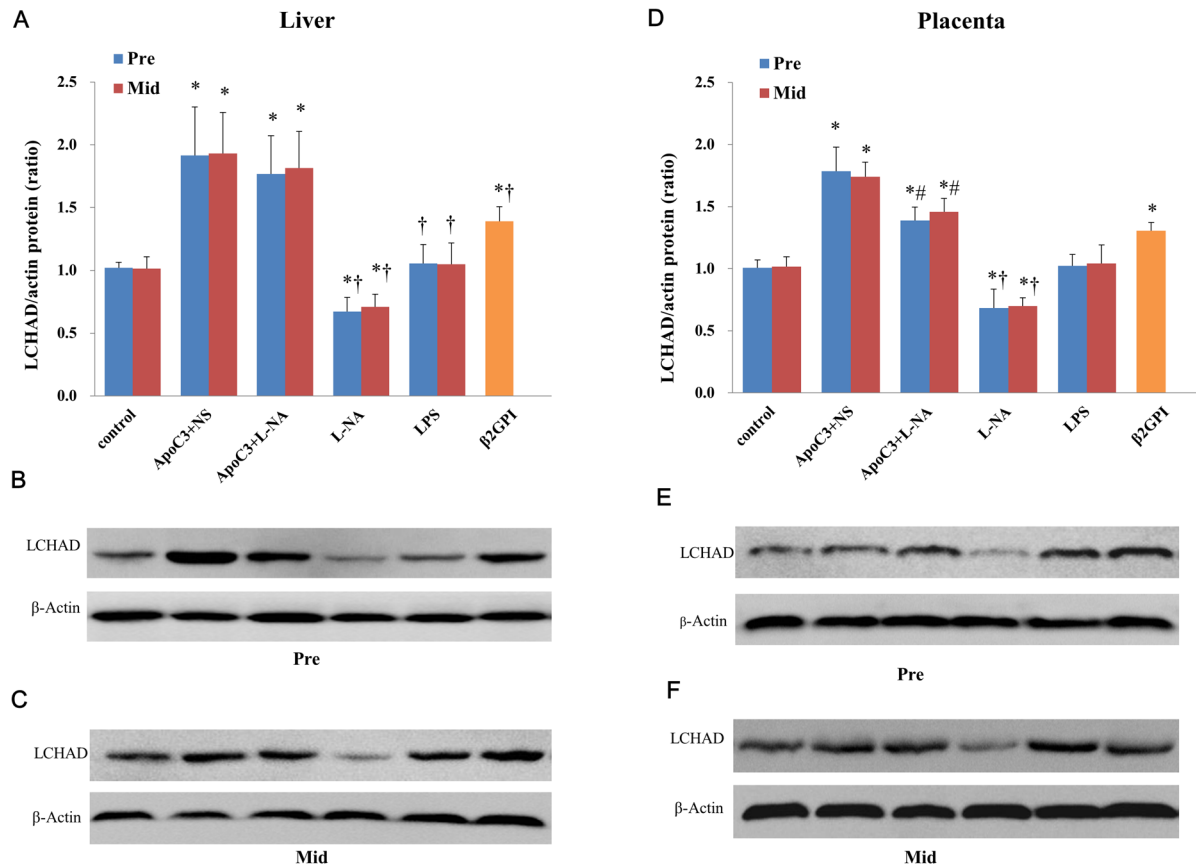 A
Liver
Pre
Mid
LCHAD/actin protein (ratio)
2.5
2.0
1.5
1.0
0.5
0.0
* * * * *† *† † † *†
control
ApoC3+NS
ApoC3+L-NA
L-NA
LPS
β2GPI
B
LCHAD
β-Actin
Pre
C
LCHAD
β-Actin
Mid
D
Placenta
Pre
Mid
LCHAD/actin protein (ratio)
2.5
2.0
1.5
1.0
0.5
0.0
* * *# *# *† *† *
control
ApoC3+NS
ApoC3+L-NA
L-NA
LPS
β2GPI
E
LCHAD
β-Actin
Pre
F
LCHAD
β-Actin
Mid